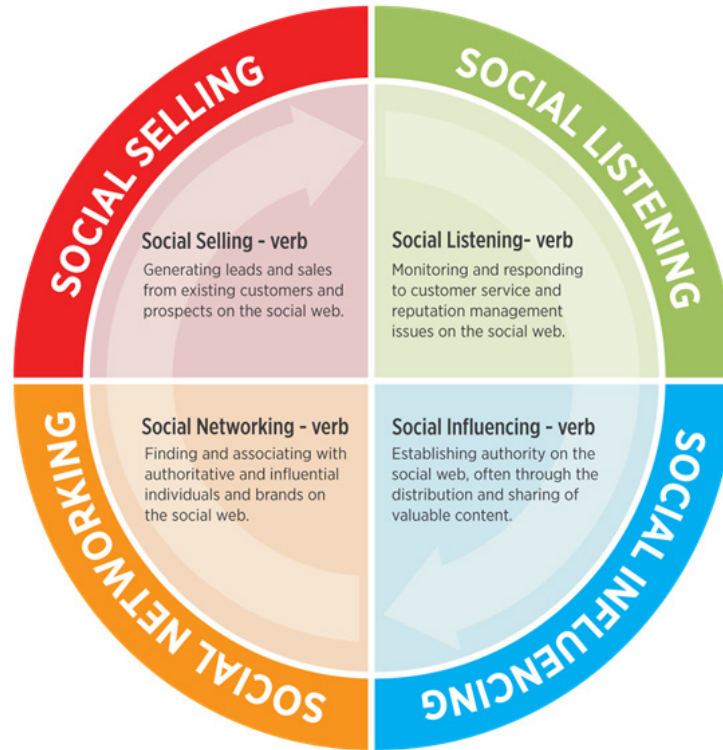 SOCIAL SELLING
SOCIAL LISTENING
Social Selling - verb
Generating leads and sales
from existing customers and
prospects on the social web.
Social Listening- verb
Monitoring and responding
to customer service and
reputation management
issues on the social web.
Social Networking - verb
Finding and associating with
authoritative and influential
individuals and brands on
the social web.
Social Influencing - verb
Establishing authority on the
social web, often through the
distribution and sharing of
valuable content.
SOCIAL NETWORKING
SOCIAL INFLUENCING